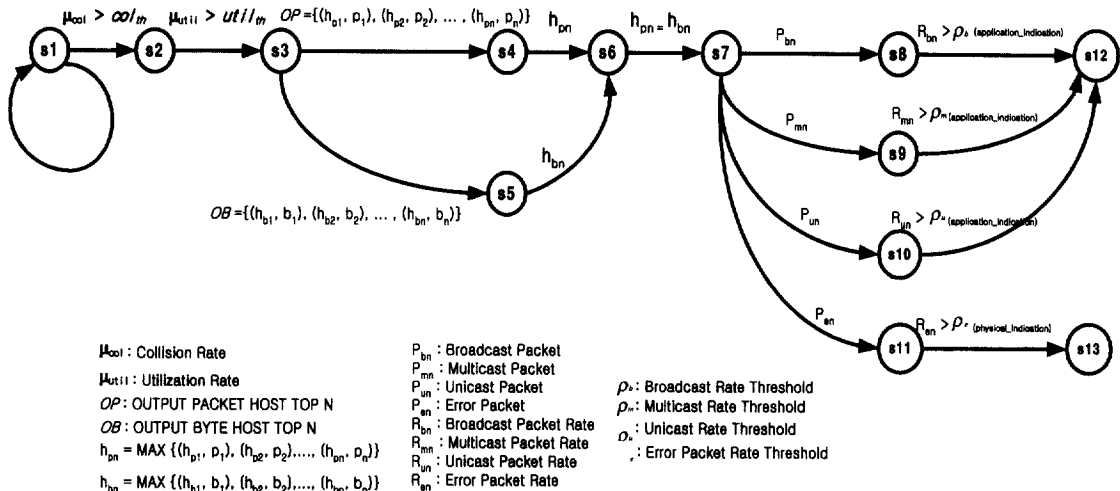 μcol > colth μutil > utilth OP={(hp1, p1), (hp2, p2), ... , (hpn, pn)} hpn hpn = hbn
s1 s2 s3 s4 s6 s7 Pbn s8 Rbn > ρb (application_indication) s12
Pmn s9 Rmn > ρm (application_indication)
hbn
s5
OB={(hb1, b1), (hb2, b2), ... , (hbn, bn)}
Pun s10 Run > ρu (application_indication)
Pen s11 Ren > ρe (physical_indication) s13
μcol : Collision Rate
μutil : Utilization Rate
OP : OUTPUT PACKET HOST TOP N
OB : OUTPUT BYTE HOST TOP N
hpn = MAX {(hp1, p1), (hp2, p2),..., (hpn, pn)}
hbn = MAX {(hb1, b1), (hb2, b2),..., (hbn, bn)}
Pbn : Broadcast Packet
Pmn : Multicast Packet
Pun : Unicast Packet
Pen : Error Packet
Rbn : Broadcast Packet Rate
Rmn : Multicast Packet Rate
Run : Unicast Packet Rate
Ren : Error Packet Rate
ρb : Broadcast Rate Threshold
ρm : Multicast Rate Threshold
ρu : Unicast Rate Threshold
e : Error Packet Rate Threshold